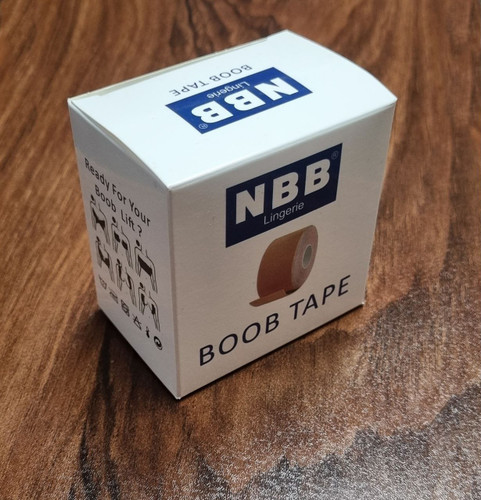 BOOB TAPE
NBB®
Lingerie
Ready For Your
Boob Lift ?
NBB®
Lingerie
BOOB TAPE